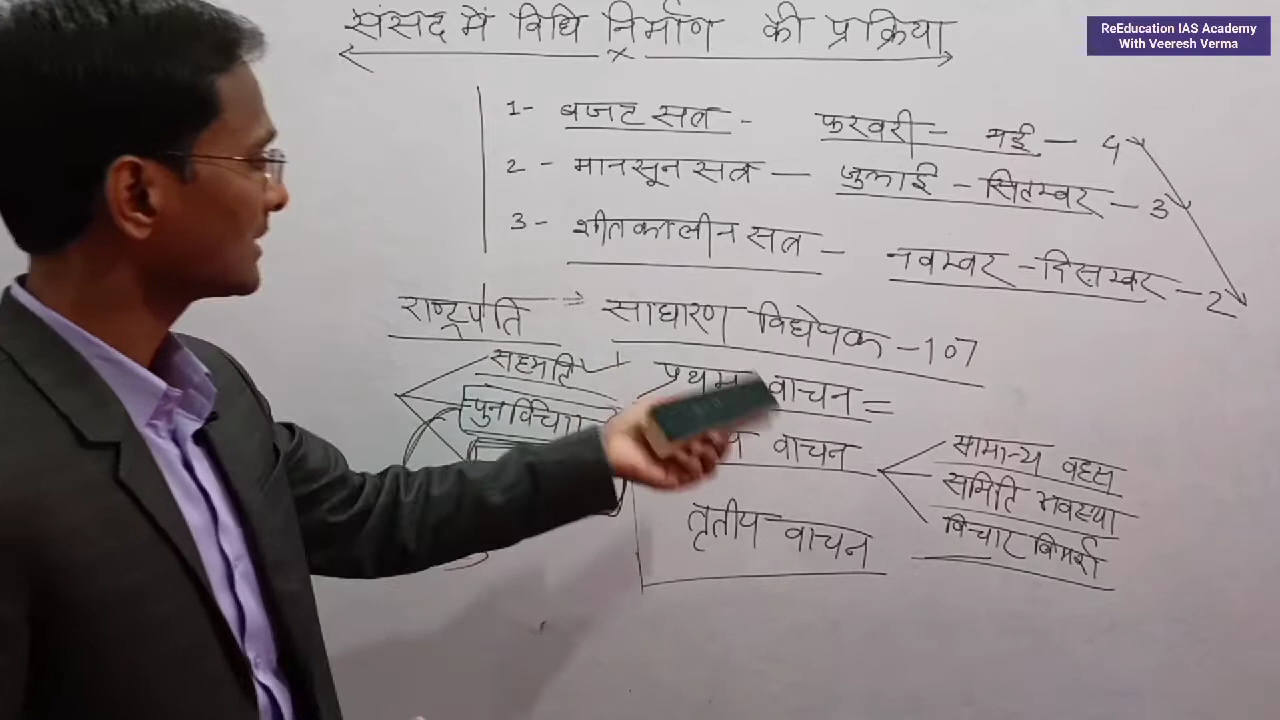 संसद में विधि निर्माण की प्रक्रिया
ReEducation IAS Academy
With Veeresh Verma
1- बजट सत्र - फरवरी - मई - 4
2 - मानसून सत्र - जुलाई - सितम्बर - 3
3 - शीतकालीन सत्र - नवम्बर - दिसम्बर - 2
राष्ट्रपति = साधारण विधेयक - 107
सहमति
प्रथम वाचन =
वाचन
सामान्य बहस
समिति अवस्था
विचार विमर्श
तृतीय वाचन